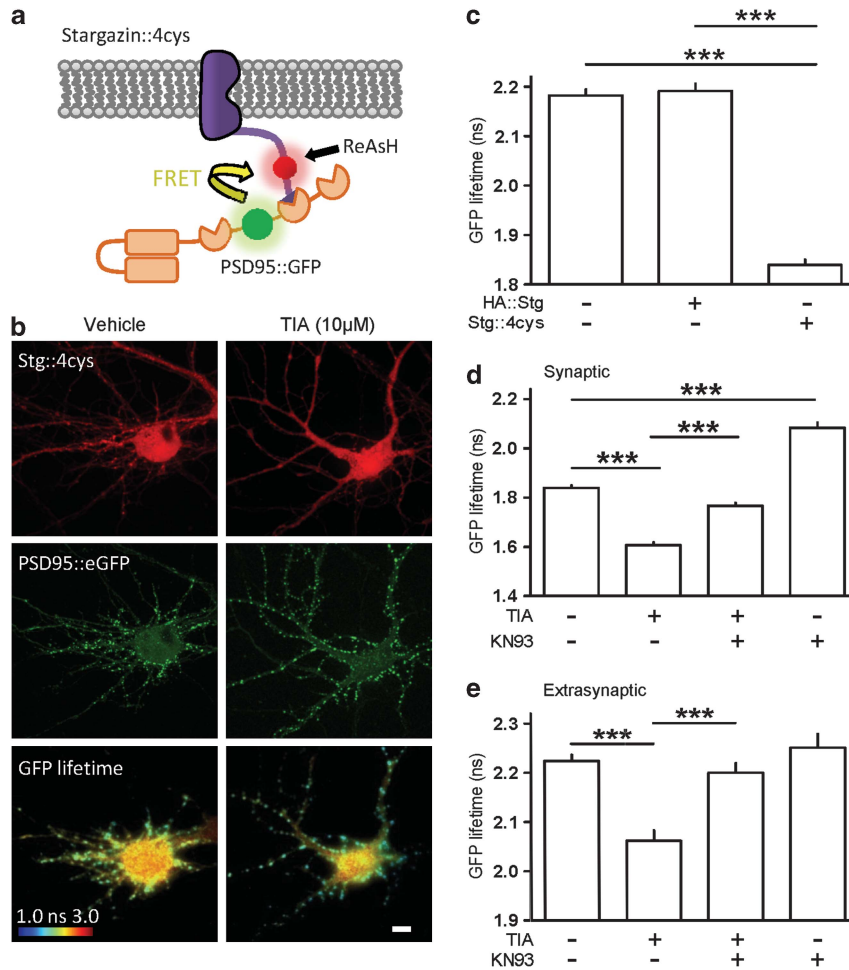 a
Stargazin::4cys
ReAsH
FRET
PSD95::GFP
b
Vehicle
TIA (10µM)
Stg::4cys
PSD95::eGFP
GFP lifetime
1.0 ns 3.0
c
***
***
GFP lifetime (ns)
2.2
2.1
2.0
1.9
1.8
HA::Stg - + -
Stg::4cys - - +
d
Synaptic
***
***
***
GFP lifetime (ns)
2.2
2.0
1.8
1.6
1.4
TIA - + + -
KN93 - - + +
e
Extrasynaptic
***
***
GFP lifetime (ns)
2.3
2.2
2.1
2.0
1.9
TIA - + + -
KN93 - - + +